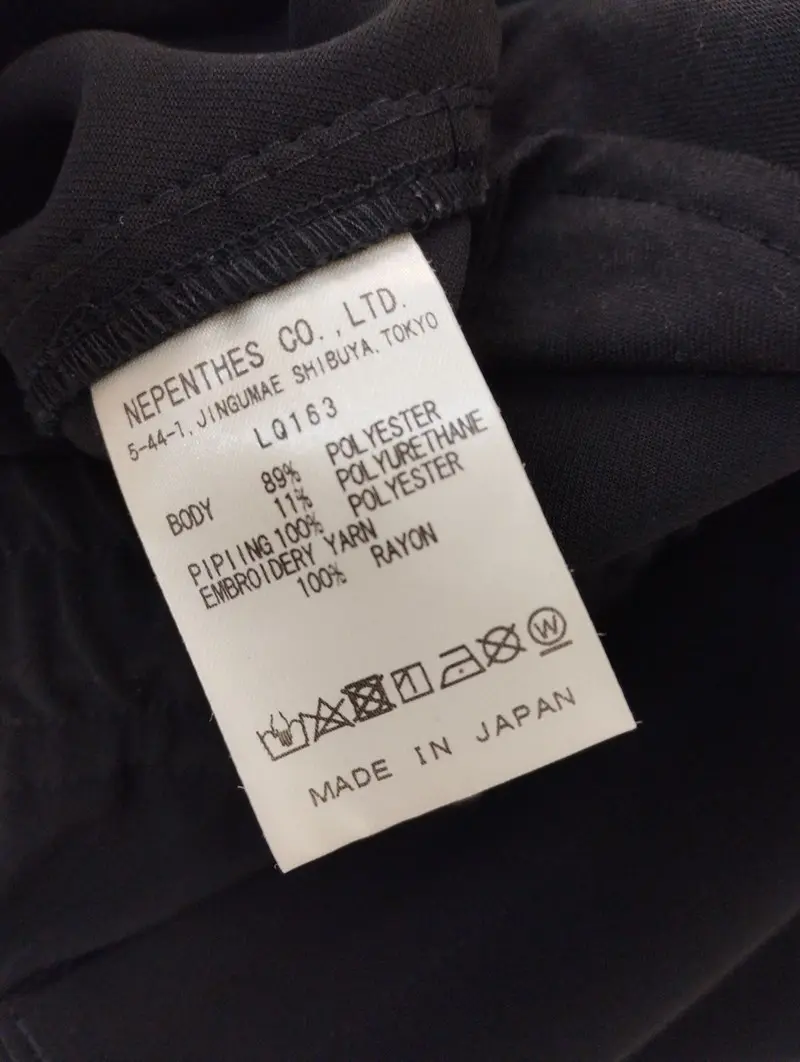 NEPENTHES CO., LTD.
5-44-1, JINGUMAE SHIBUYA, TOKYO
LQ163
BODY 89% POLYESTER
11% POLYURETHANE
PIPIING 100% POLYESTER
EMBROIDERY YARN
100% RAYON
W
MADE IN JAPAN